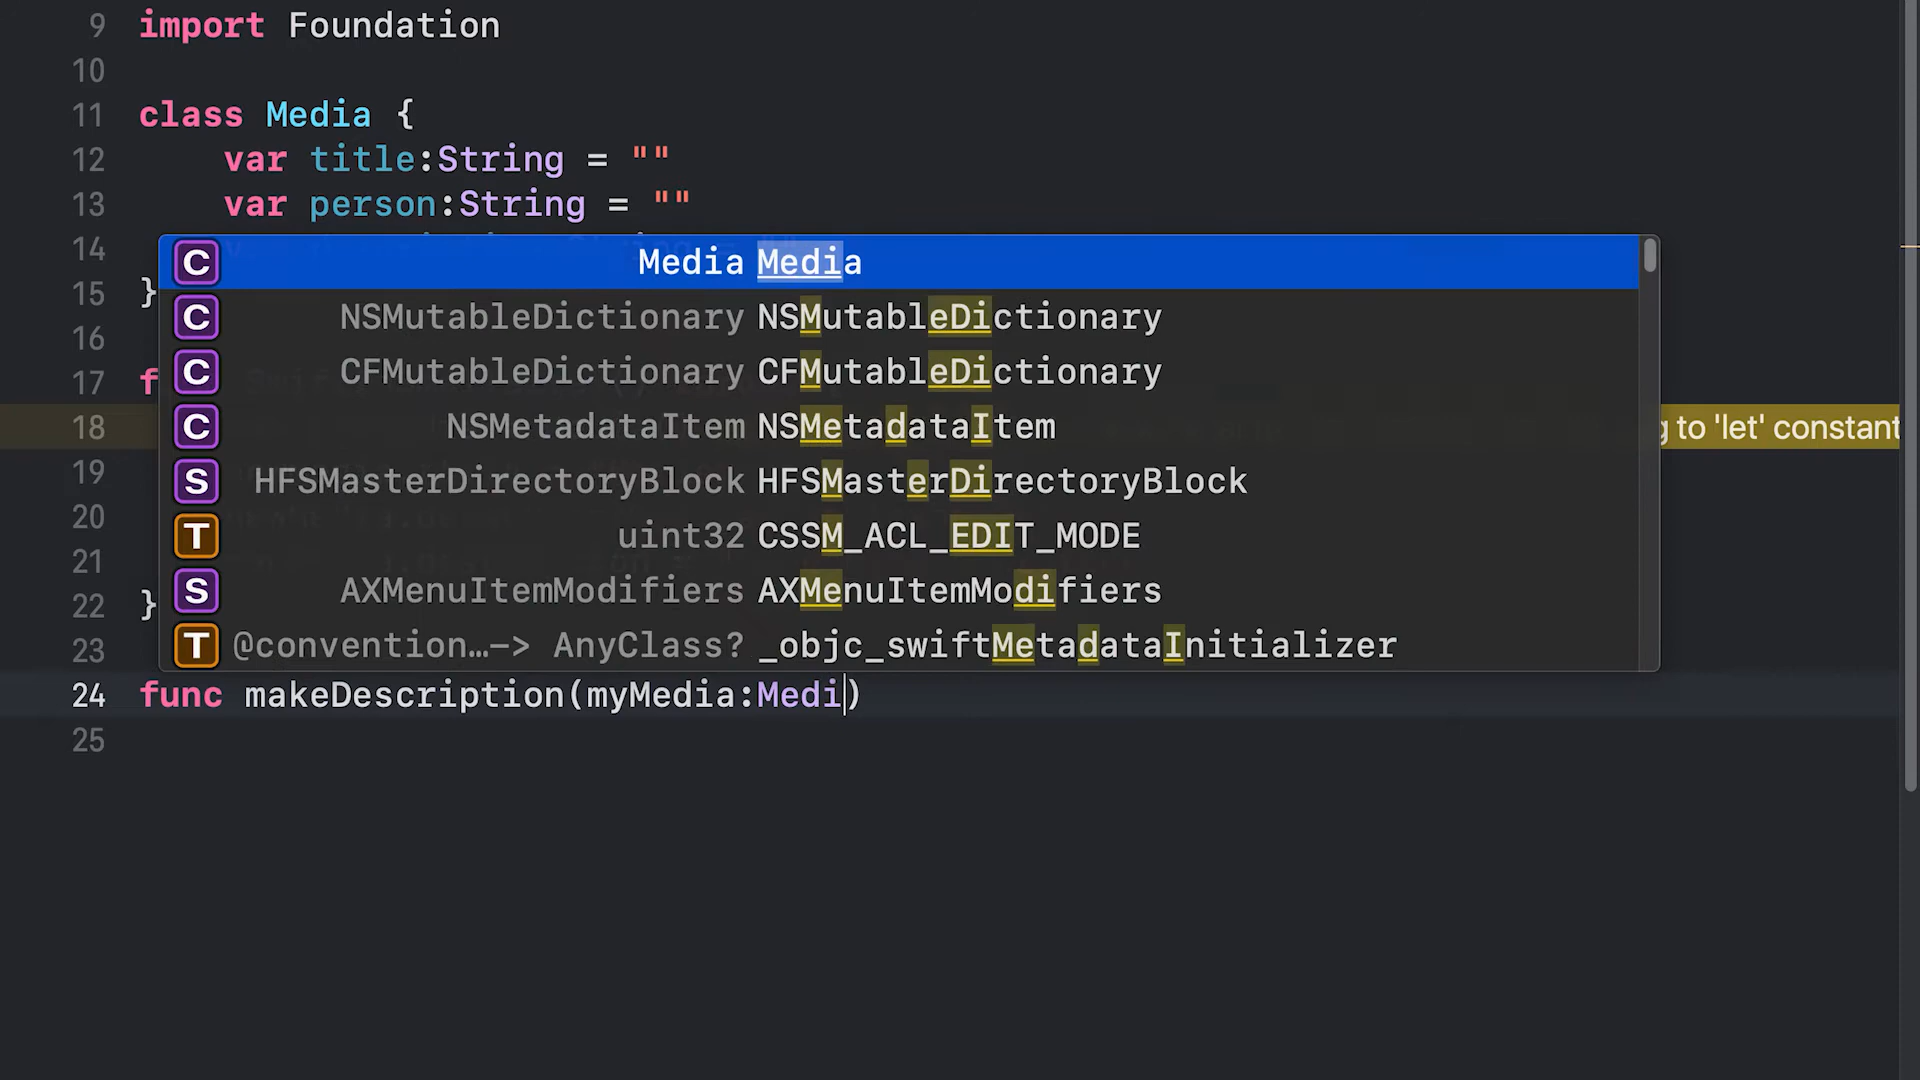 9 import Foundation
10
11 class Media {
12 var title:String = ""
13 var person:String = ""
14
15 }
16
17 f
18 g to 'let' constant
19
20
21
22 }
23
C Media Media
C NSMutableDictionary NSMutableDictionary
C CFMutableDictionary CFMutableDictionary
C NSMetadataItem NSMetadataItem
S HFSMasterDirectoryBlock HFSMasterDirectoryBlock
T uint32 CSSM_ACL_EDIT_MODE
S AXMenuItemModifiers AXMenuItemModifiers
T @convention…—> AnyClass? _objc_swiftMetadataInitializer
24 func makeDescription(myMedia:Medi)
25